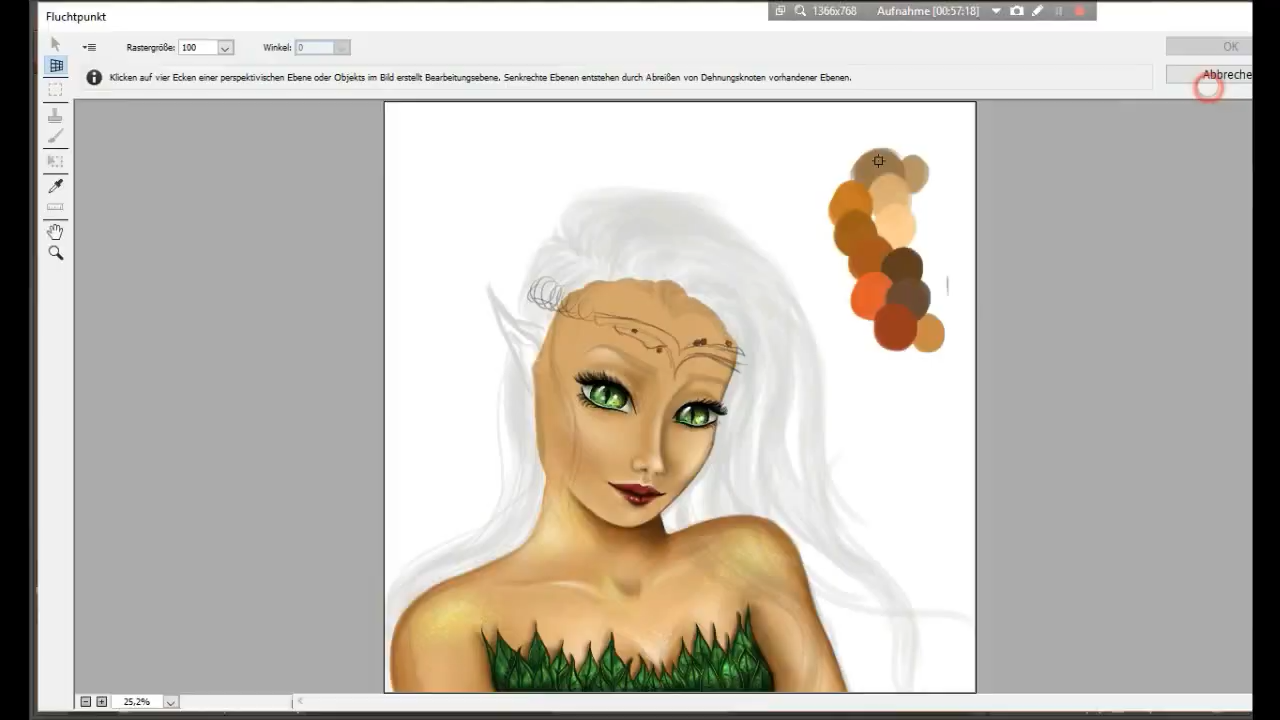 1366x768 Aufnahme [00:57:18]
Fluchtpunkt
Rastergröße: 100 Winkel: 0 OK
Klicken auf vier Ecken einer perspektivischen Ebene oder Objekts im Bild erstellt Bearbeitungsebene. Senkrechte Ebenen entstehen durch Abreißen von Dehnungsknoten vorhandener Ebenen.
Abbreche
25,2%